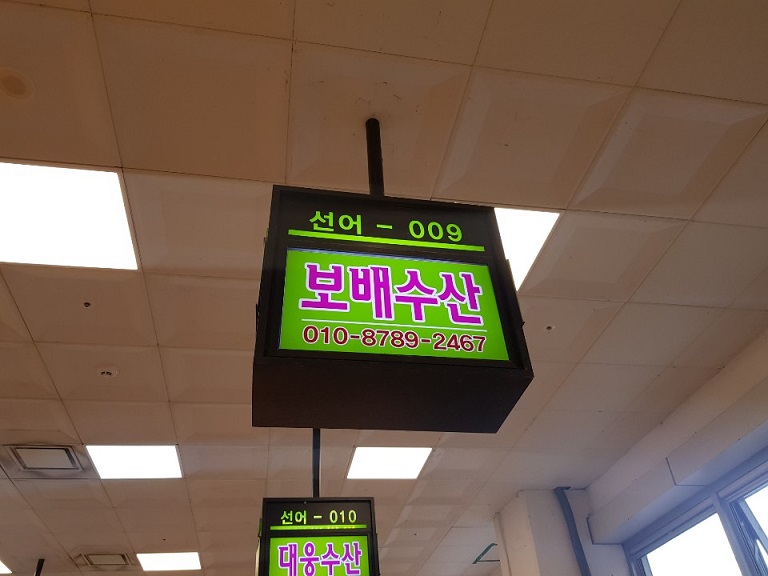 선어 - 009
보배수산
010-8789-2467
선어 - 010
대웅수산